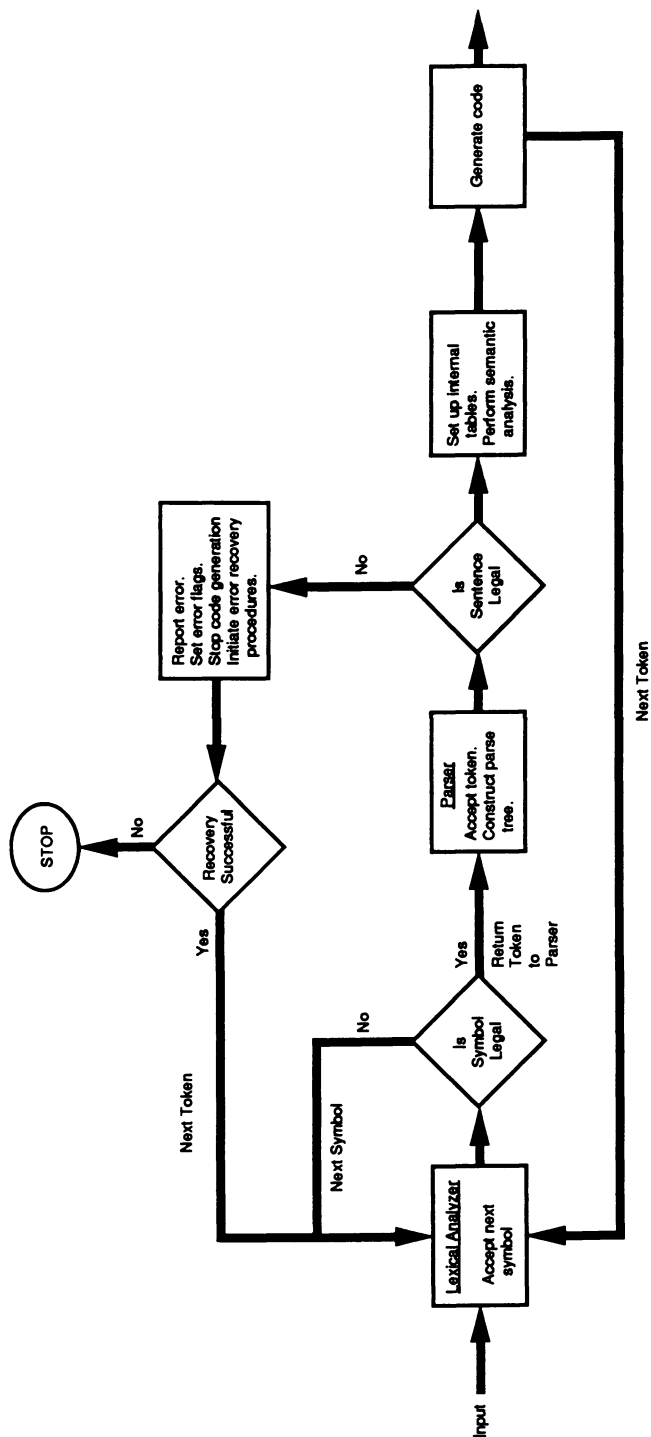 Input
Lexical Analyzer
Accept next
symbol
Next Symbol
Next Token
Is
Symbol
Legal
No
Yes
Return
Token
to
Parser
Parser
Accept token.
Construct parse
tree.
Is
Sentence
Legal
No
Report error.
Set error flags.
Stop code generation
Initiate error recovery
procedures.
Recovery
Successful
Yes
No
STOP
Set up internal
tables.
Perform semantic
analysis.
Generate code
Next Token